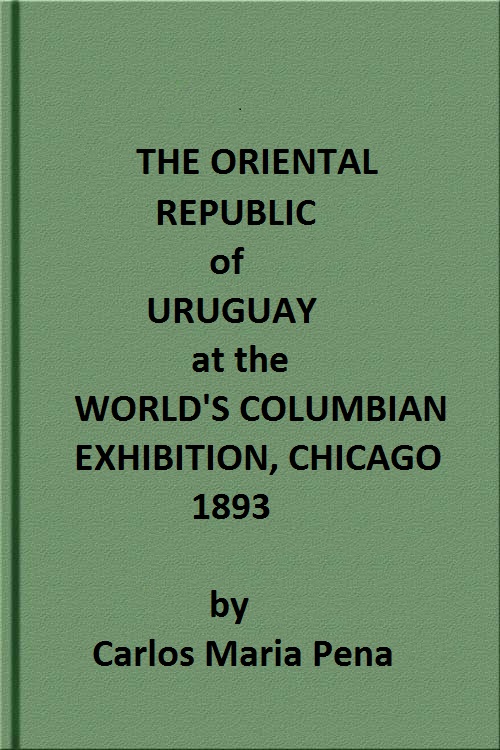 THE ORIENTAL
REPUBLIC
of
URUGUAY
at the
WORLD'S COLUMBIAN
EXHIBITION, CHICAGO
1893
by
Carlos Maria Pena